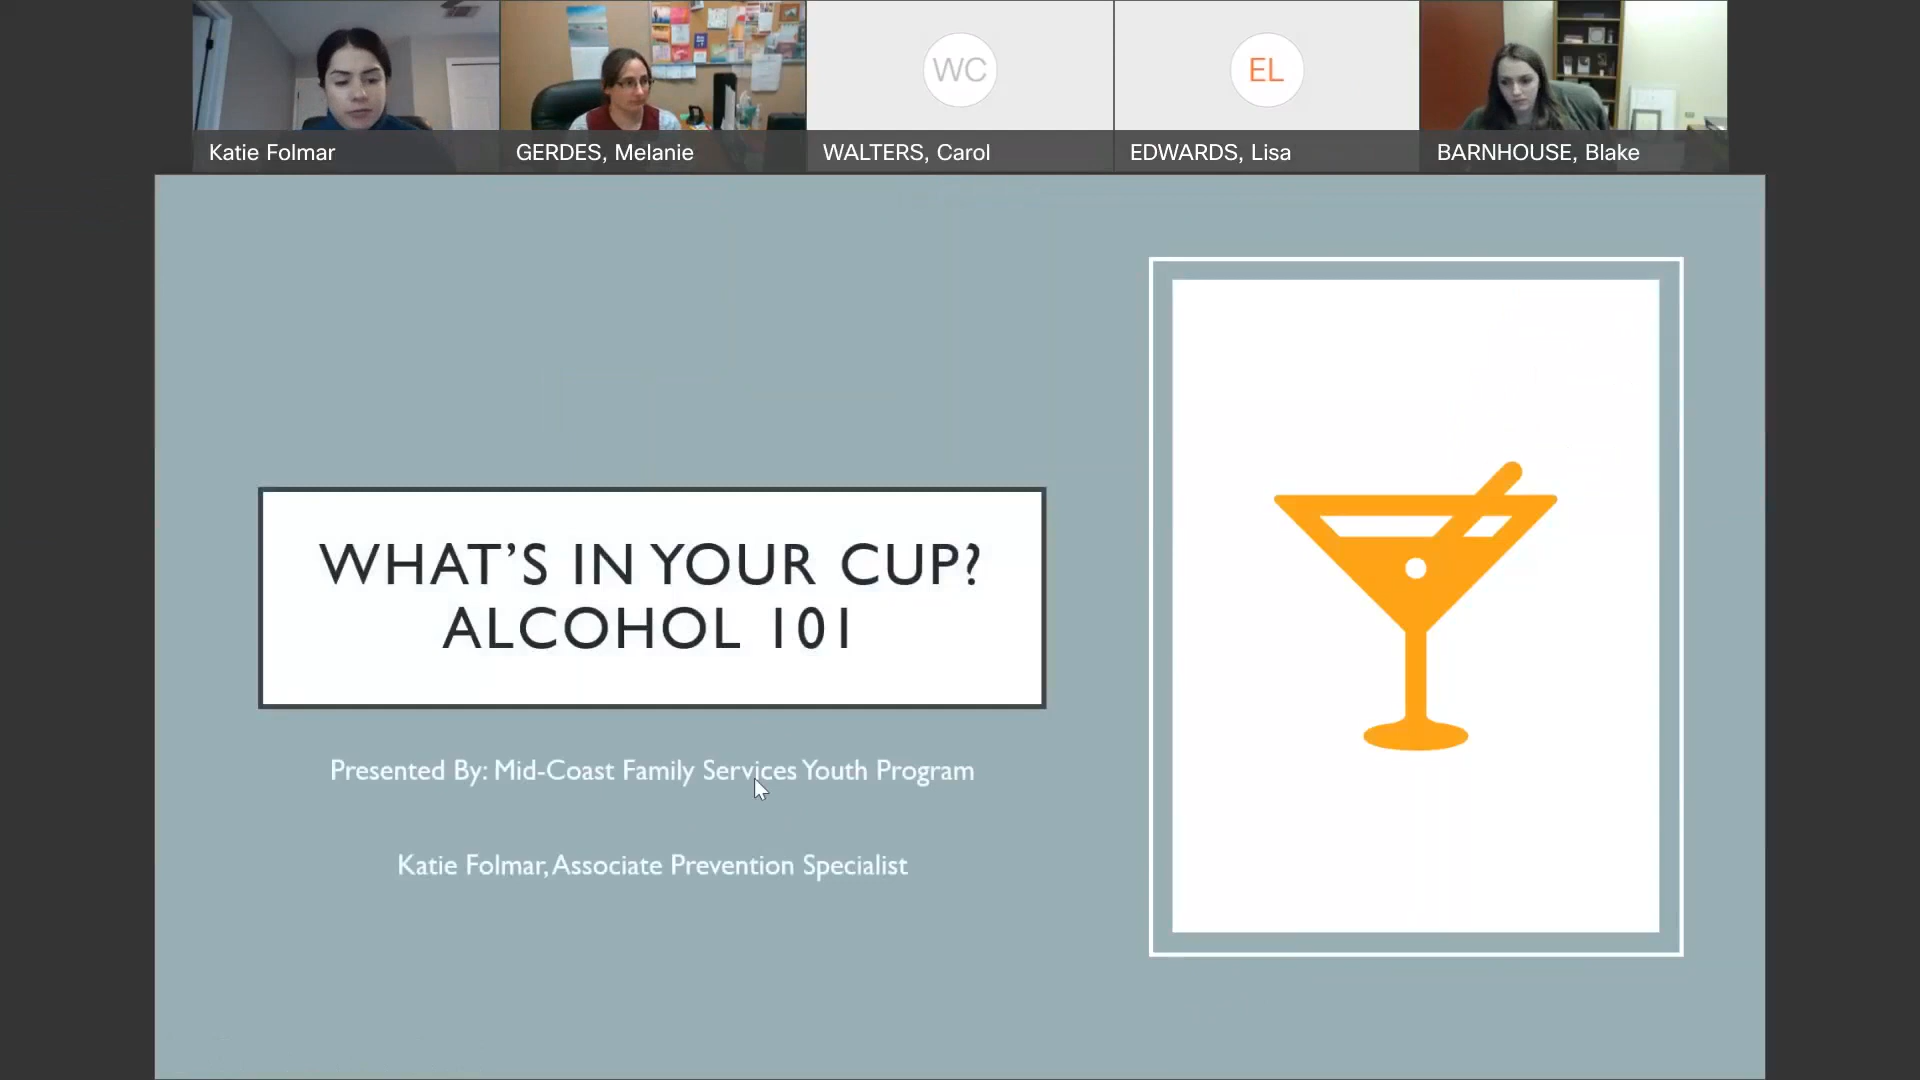 WC
EL
Katie Folmar
GERDES, Melanie
WALTERS, Carol
EDWARDS, Lisa
BARNHOUSE, Blake
WHAT'S IN YOUR CUP?
ALCOHOL 101
Presented By: Mid-Coast Family Services Youth Program
Katie Folmar, Associate Prevention Specialist